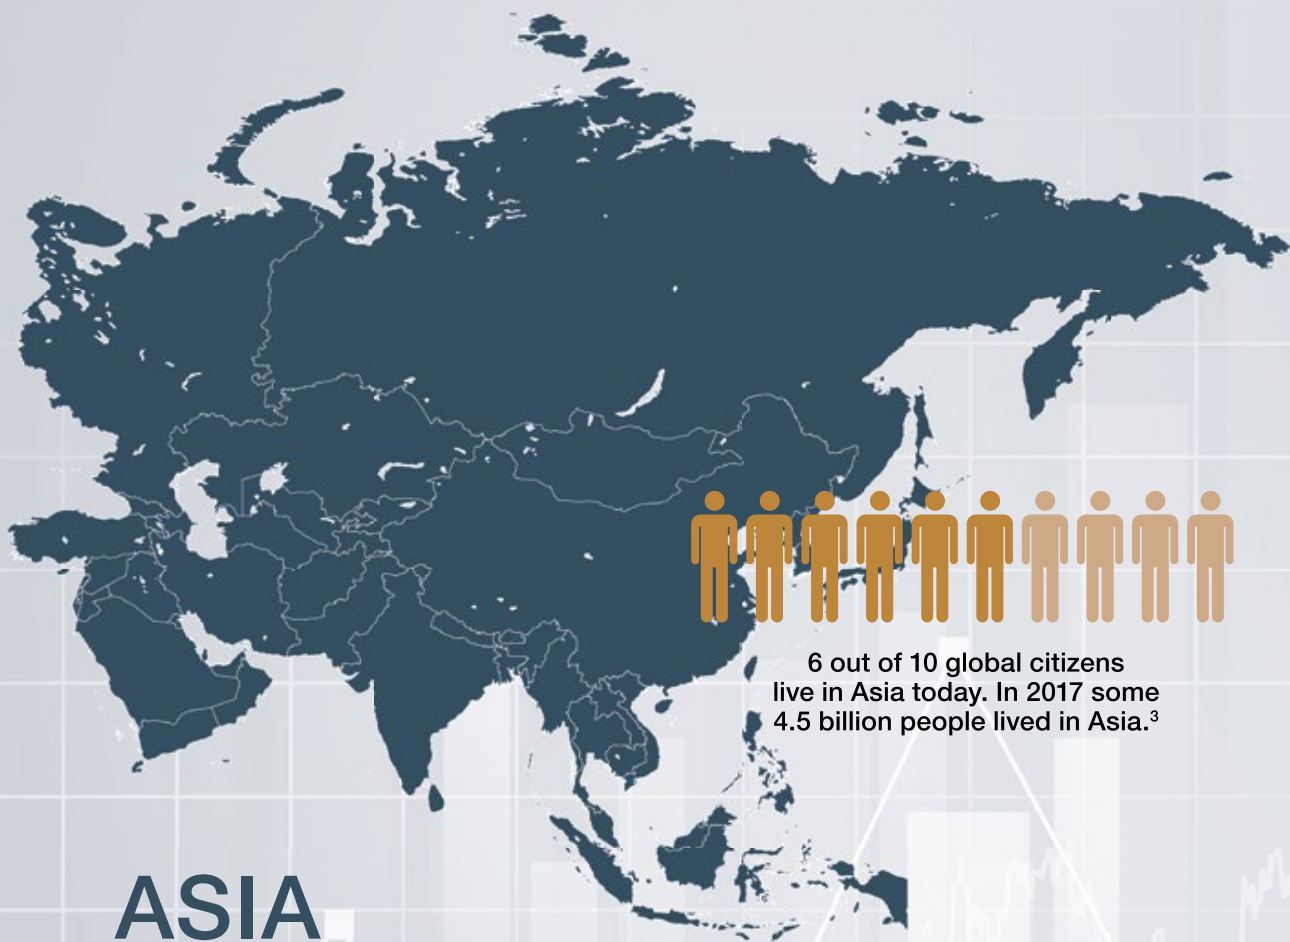 6 out of 10 global citizens
live in Asia today. In 2017 some
4.5 billion people lived in Asia.³
ASIA